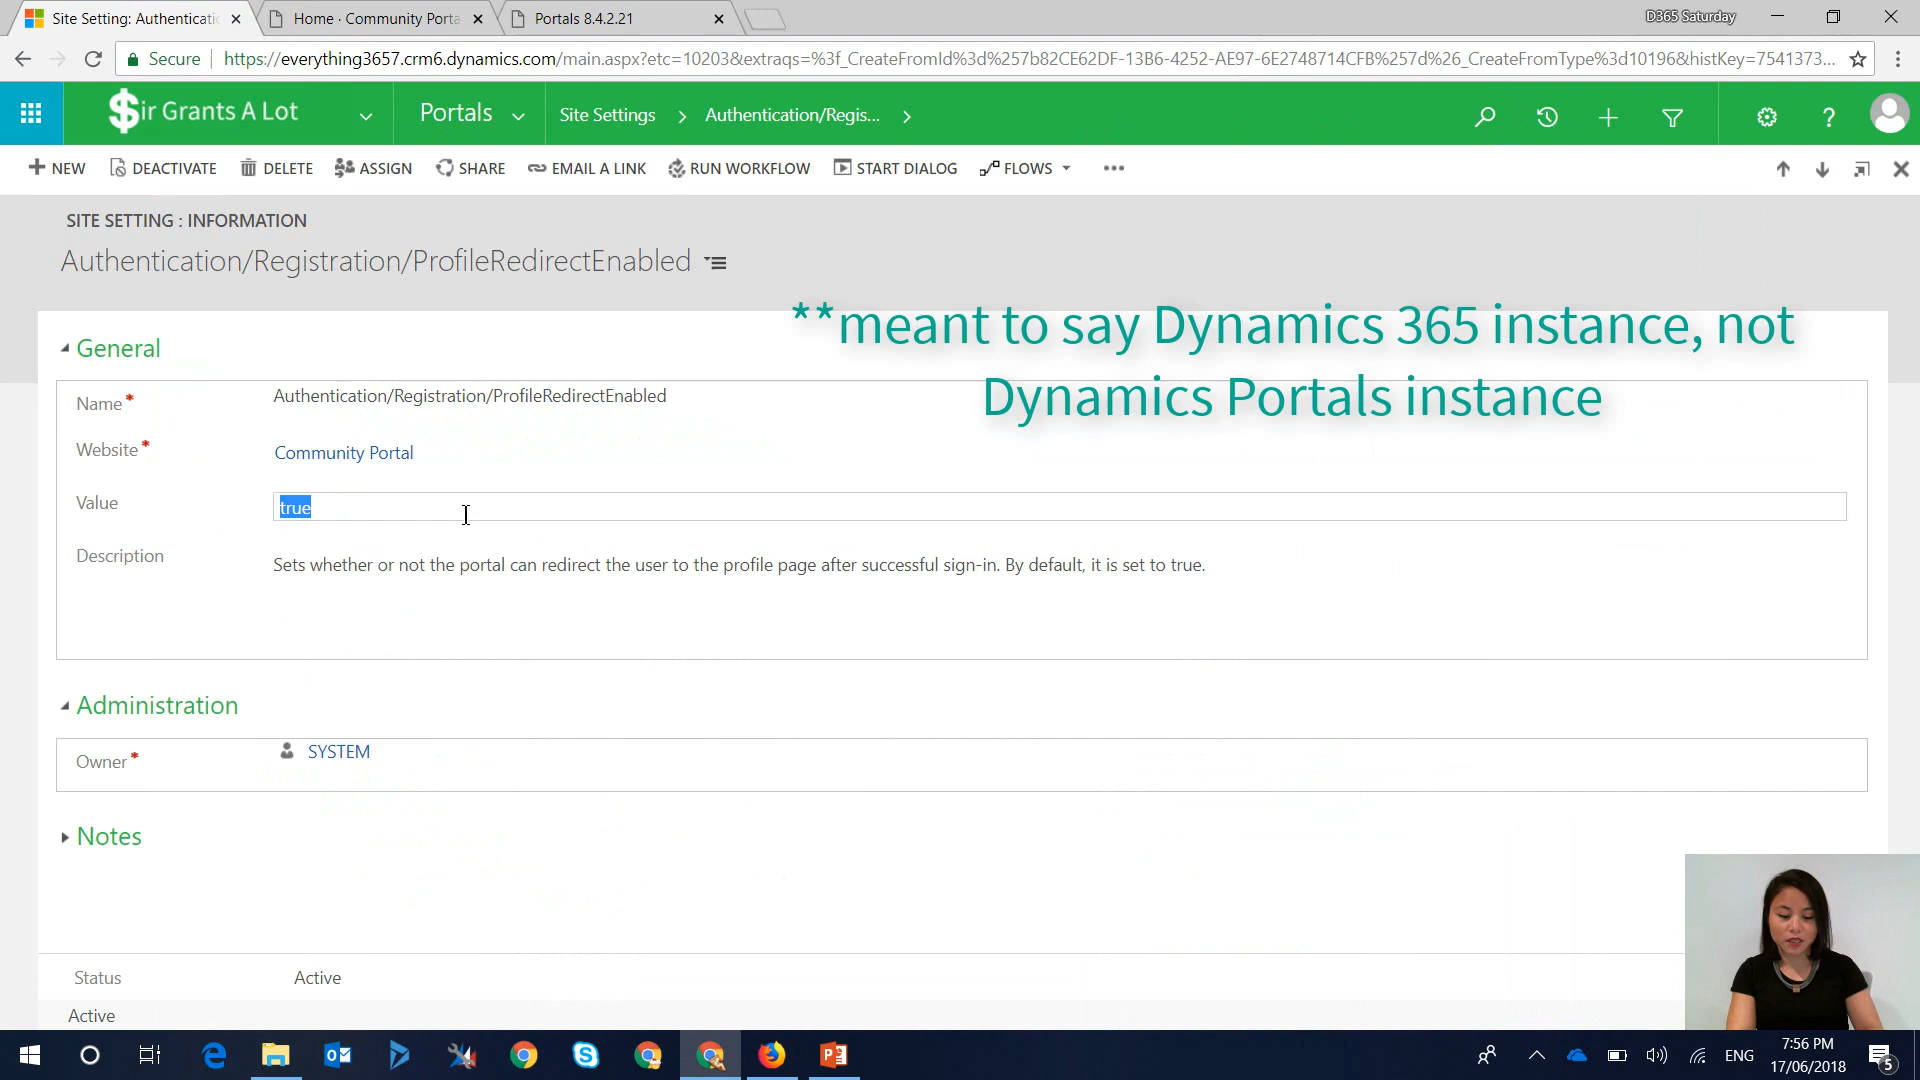 Site Setting: Authenticatio
Home · Community Porta
Portals 8.4.2.21
D365 Saturday
Secure
https://everything3657.crm6.dynamics.com/main.aspx?etc=10203&extraqs=%3f_CreateFromId%3d%257b82CE62DF-13B6-4252-AE97-6E2748714CFB%257d%26_CreateFromType%3d10196&histKey=7541373...
$ir Grants A Lot
Portals
Site Settings
Authentication/Regis...
NEW
DEACTIVATE
DELETE
ASSIGN
SHARE
EMAIL A LINK
RUN WORKFLOW
START DIALOG
FLOWS
SITE SETTING : INFORMATION
Authentication/Registration/ProfileRedirectEnabled
**meant to say Dynamics 365 instance, not
Dynamics Portals instance
General
Name*
Authentication/Registration/ProfileRedirectEnabled
Website*
Community Portal
Value
true
Description
Sets whether or not the portal can redirect the user to the profile page after successful sign-in. By default, it is set to true.
Administration
Owner*
SYSTEM
Notes
Status
Active
Active
ENG
7:56 PM
17/06/2018
5